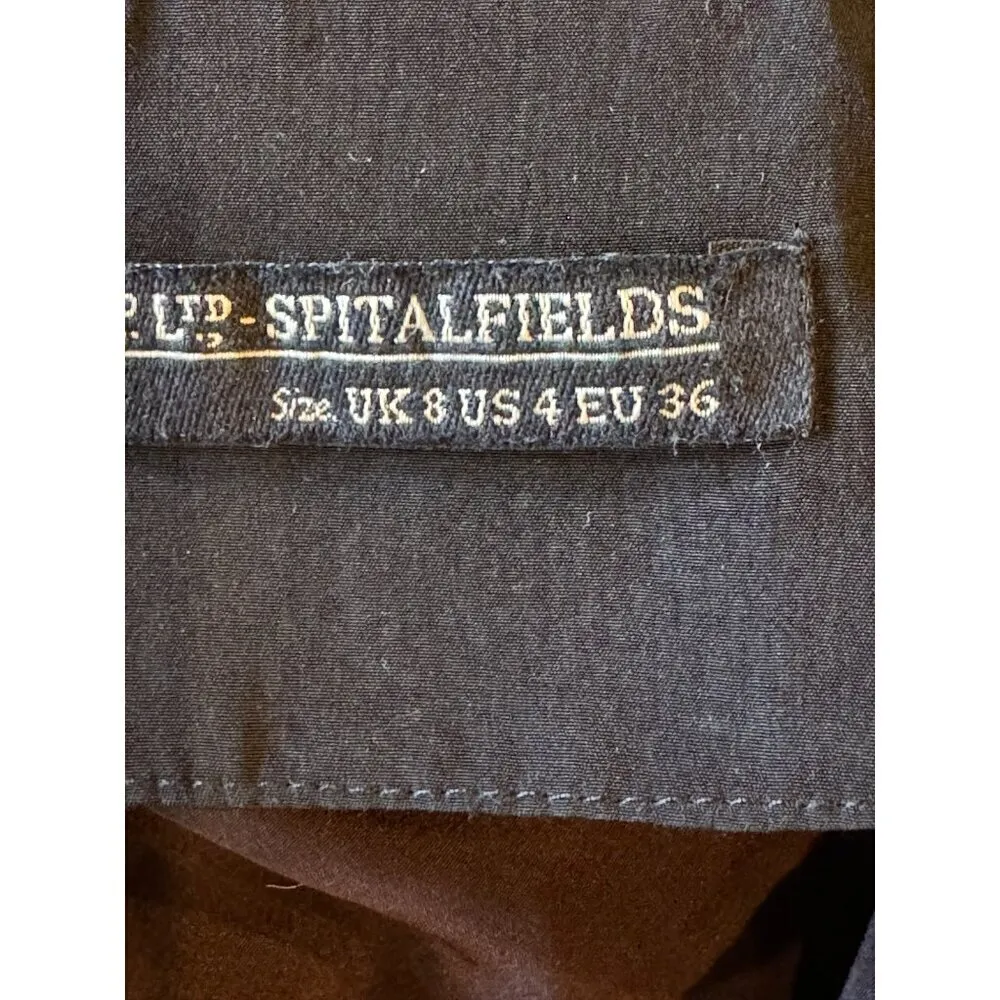 P. LTD. - SPITALFIELDS
Size. UK 8 US 4 EU 36